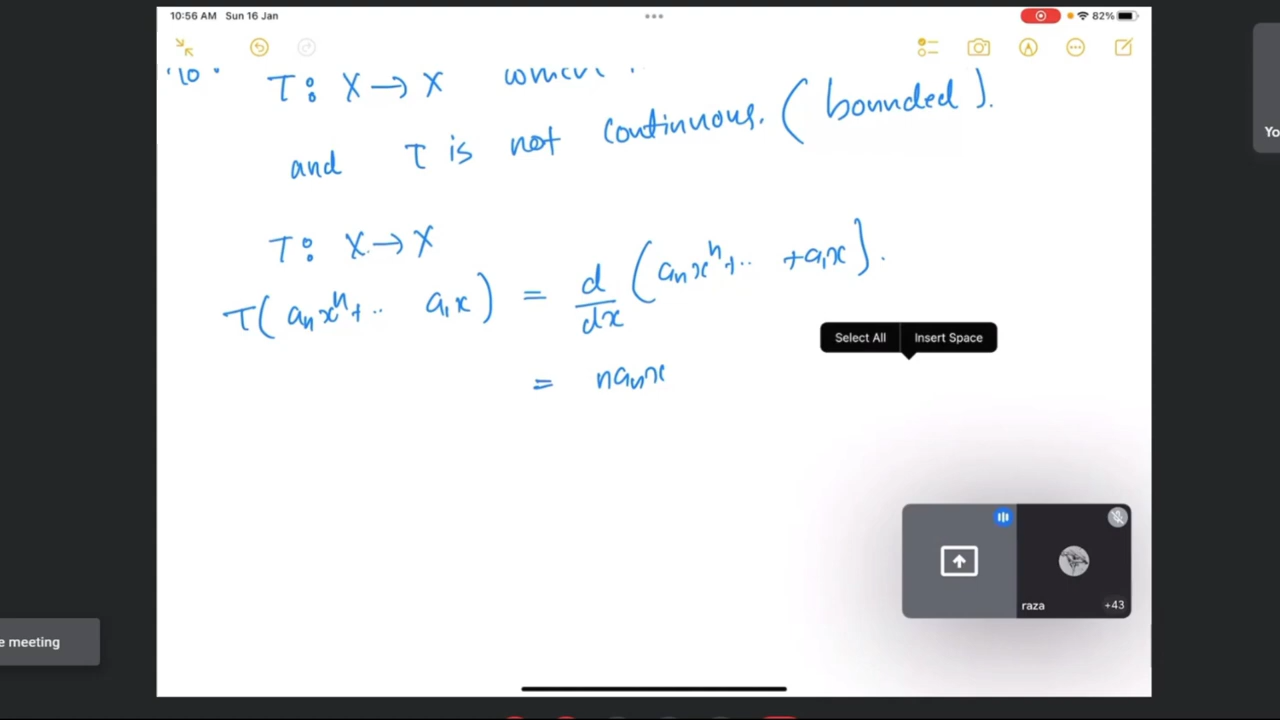 10:56 AM Sun 16 Jan
82%
T: X → X
and T is not continuous. (bounded).
T: X → X
T(aₙxⁿ+.. a₁x) = d/dx (aₙxⁿ+.. +a₁x).
Select All Insert Space
= naₙx
Yo
raza +43
e meeting